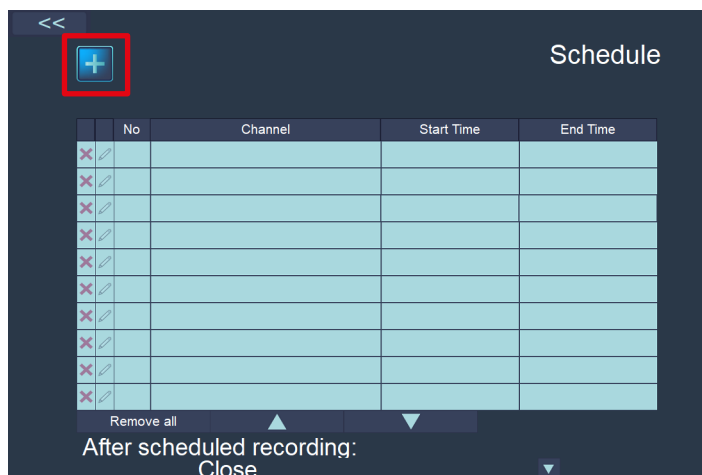 <<
Schedule
No Channel Start Time End Time
Remove all
After scheduled recording:
Close